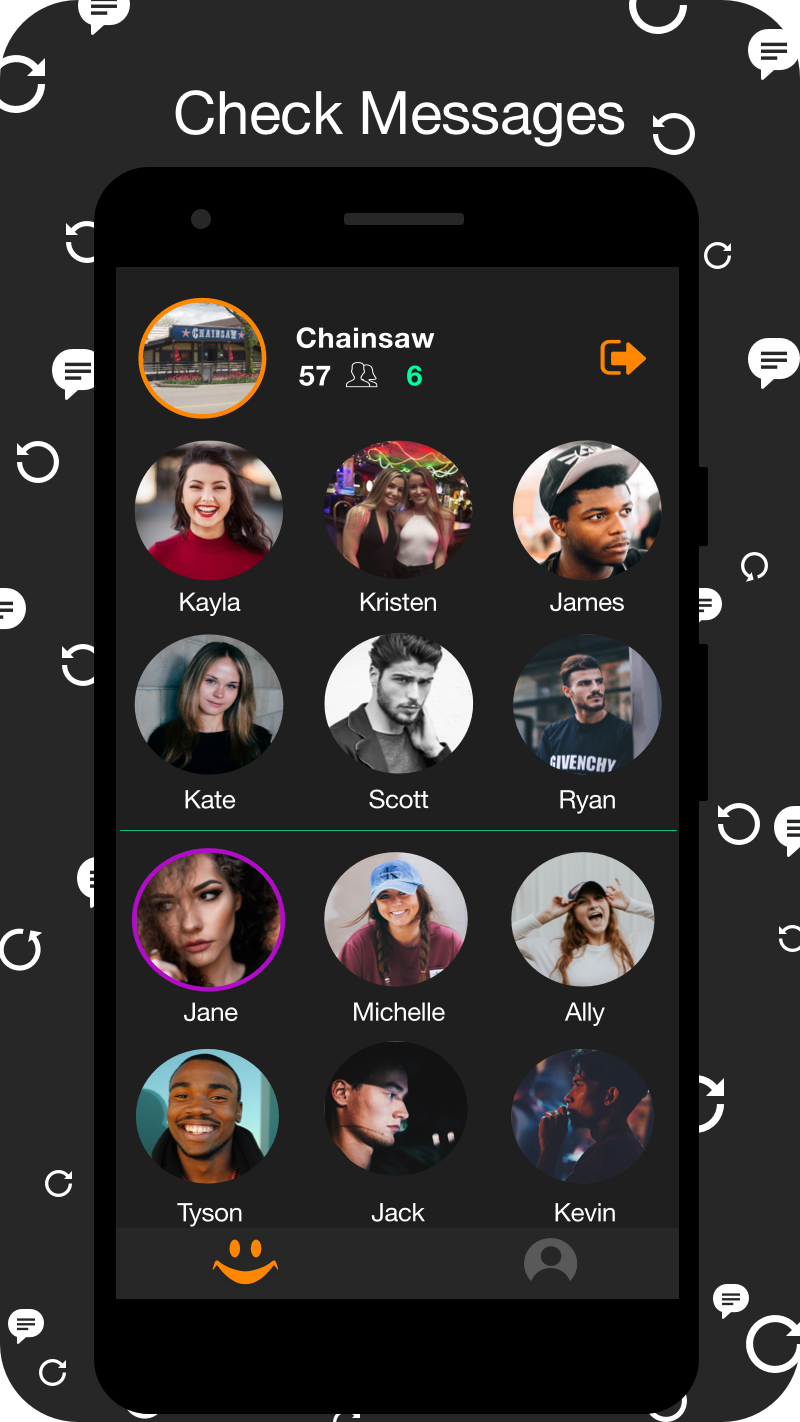 Check Messages
CHAINSAW
Chainsaw
57 6
Kayla Kristen James
GIVENCHY
Kate Scott Ryan
Jane Michelle Ally
Tyson Jack Kevin